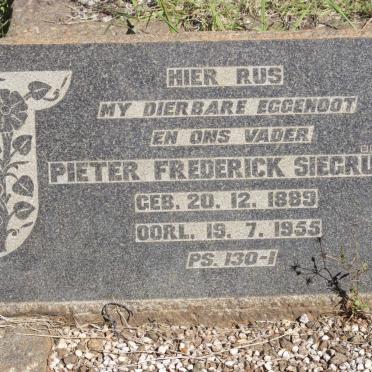 HIER RUS
MY DIERBARE EGGENOOT
EN ONS VADER
PIETER FREDERICK
GEB. 20. 12. 1889
OORL. 19. 7. 1955
PS. 130-1